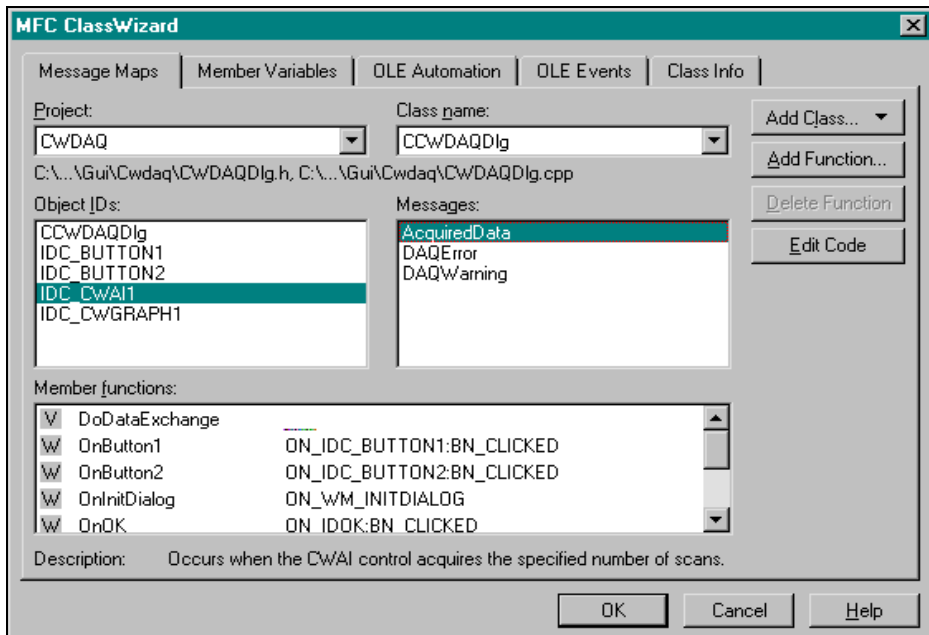 MFC ClassWizard
Message Maps Member Variables OLE Automation OLE Events Class Info
Project: Class name:
CWDAQ CCWDAQDlg
Add Class...
C:\...\Gui\Cwdaq\CWDAQDlg.h, C:\...\Gui\Cwdaq\CWDAQDlg.cpp
Add Function...
Object IDs: Messages:
Delete Function
CCWDAQDlg
IDC_BUTTON1
IDC_BUTTON2
IDC_CWAI1
IDC_CWGRAPH1
AcquiredData
DAQError
DAQWarning
Edit Code
Member functions:
V DoDataExchange
W OnButton1 ON_IDC_BUTTON1:BN_CLICKED
W OnButton2 ON_IDC_BUTTON2:BN_CLICKED
W OnInitDialog ON_WM_INITDIALOG
W OnOK ON_IDOK:BN_CLICKED
Description: Occurs when the CWAI control acquires the specified number of scans.
OK Cancel Help